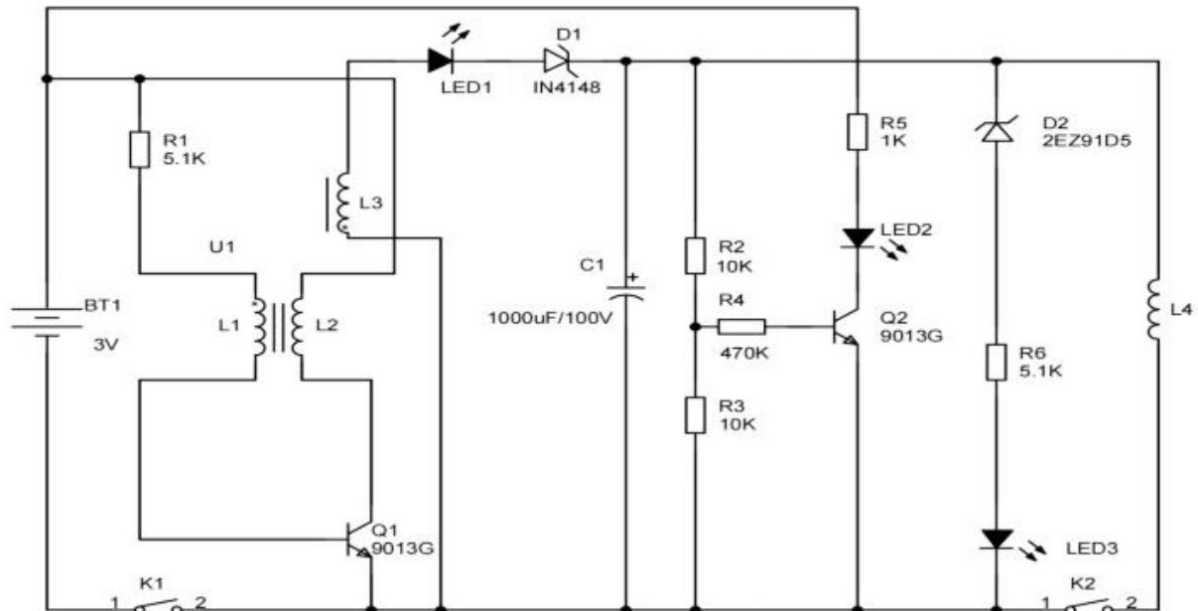 D1
LED1
IN4148
R1
5.1K
R5
1K
D2
2EZ91D5
L3
U1
LED2
R2
10K
C1
+
BT1
3V
L1
L2
1000uF/100V
R4
470K
Q2
9013G
L4
R6
5.1K
R3
10K
Q1
9013G
LED3
K1
1
2
K2
1
2